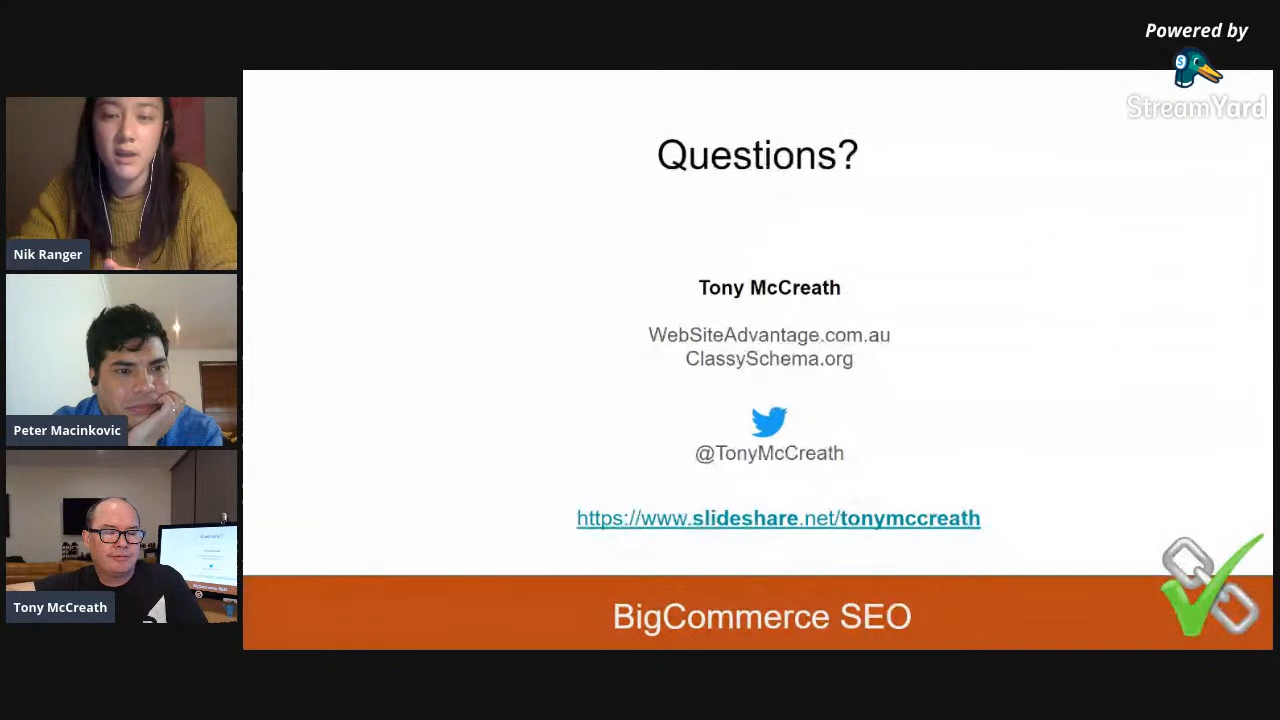 Powered by
StreamYard
Nik Ranger
Peter Macinkovic
Tony McCreath
Questions?
Tony McCreath
WebSiteAdvantage.com.au
ClassySchema.org
@TonyMcCreath
https://www.slideshare.net/tonymccreath
BigCommerce SEO